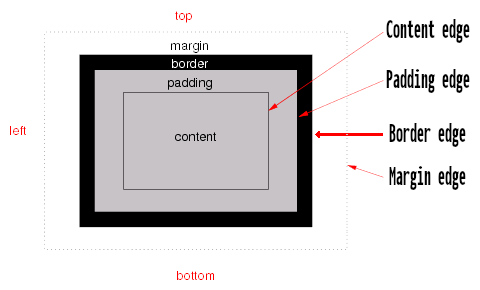 top
Content edge
margin
border
Padding edge
padding
left
content
Border edge
Margin edge
bottom